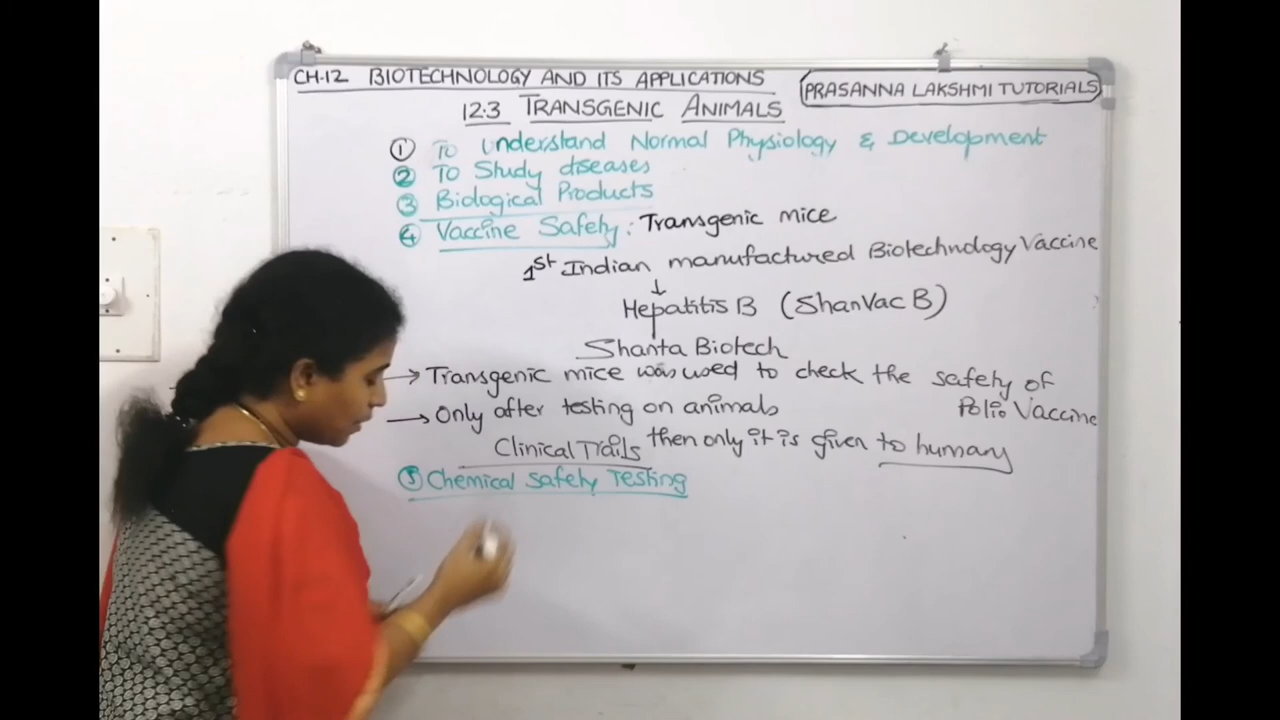 CH-12 BIOTECHNOLOGY AND ITS APPLICATIONS
PRASANNA LAKSHMI TUTORIALS
12.3 TRANSGENIC ANIMALS
① To Understand Normal Physiology & Development
② To Study diseases
③ Biological Products
④ Vaccine Safety: Transgenic mice
1st Indian manufactured Biotechnology Vaccine
↓
Hepatitis B (ShanVac B)
Shanta Biotech
→ Transgenic mice was used to check the safety of
Polio Vaccine
→ Only after testing on animals
Clinical Trails then only it is given to human
⑤ Chemical Safety Testing